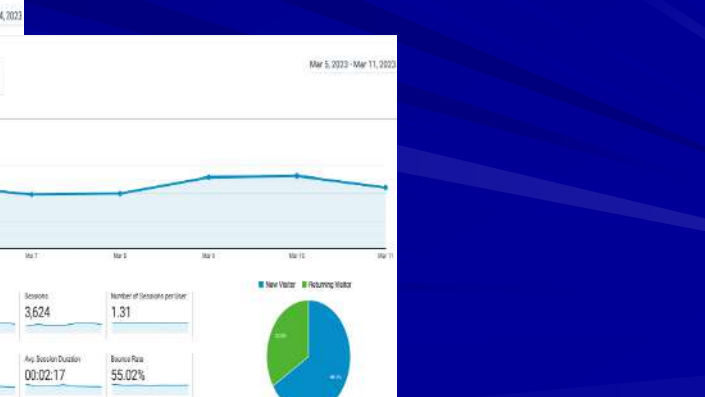 4, 2023
Mar 5, 2023 - Mar 11, 2023
Mar 7
Mar 8
Mar 9
Mar 10
Mar 11
New Visitor
Returning Visitor
Sessions
3,624
Number of Sessions per User
1.31
Avg. Session Duration
00:02:17
Bounce Rate
55.02%